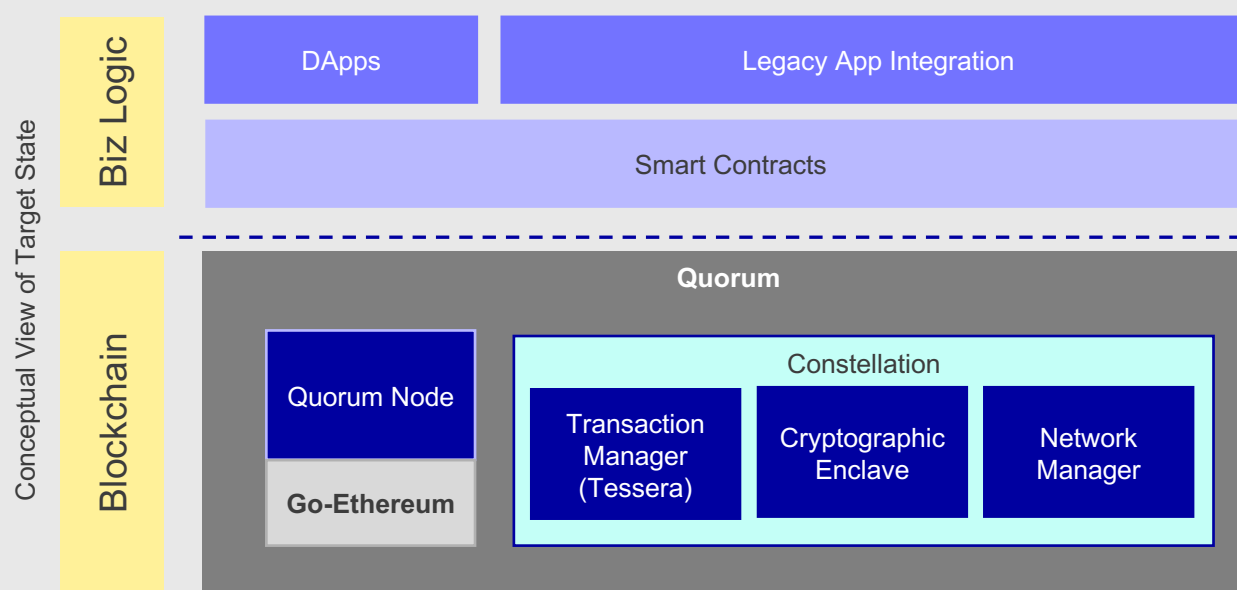 Conceptual View of Target State
Biz Logic
DApps
Legacy App Integration
Smart Contracts
Blockchain
Quorum
Quorum Node
Go-Ethereum
Constellation
Transaction
Manager
(Tessera)
Cryptographic
Enclave
Network
Manager